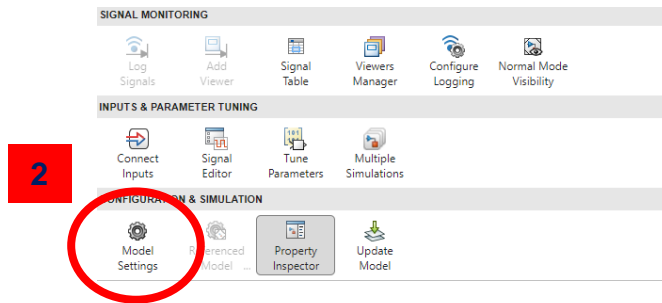 SIGNAL MONITORING
Log Add Signal Viewers Configure Normal Mode
Signals Viewer Table Manager Logging Visibility
INPUTS & PARAMETER TUNING
Connect Signal Tune Multiple
Inputs Editor Parameters Simulations
2
CONFIGURATION & SIMULATION
Model Referenced Property Update
Settings Model ... Inspector Model